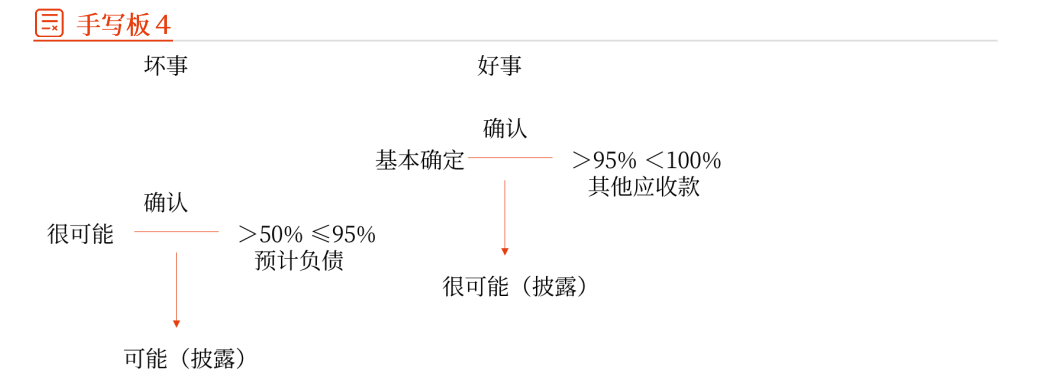 手写板 4
坏事
好事
确认
基本确定
＞95% ＜100%
其他应收款
确认
很可能
＞50% ≤95%
预计负债
很可能（披露）
可能（披露）